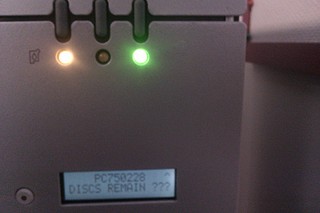 PC750228 ^
DISCS REMAIN ???